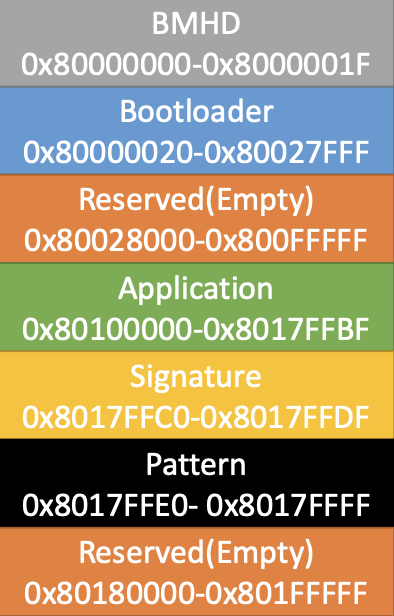 BMHD
0x80000000-0x8000001F
Bootloader
0x80000020-0x80027FFF
Reserved(Empty)
0x80028000-0x800FFFFF
Application
0x80100000-0x8017FFBF
Signature
0x8017FFC0-0x8017FFDF
Pattern
0x8017FFE0- 0x8017FFFF
Reserved(Empty)
0x80180000-0x801FFFFF